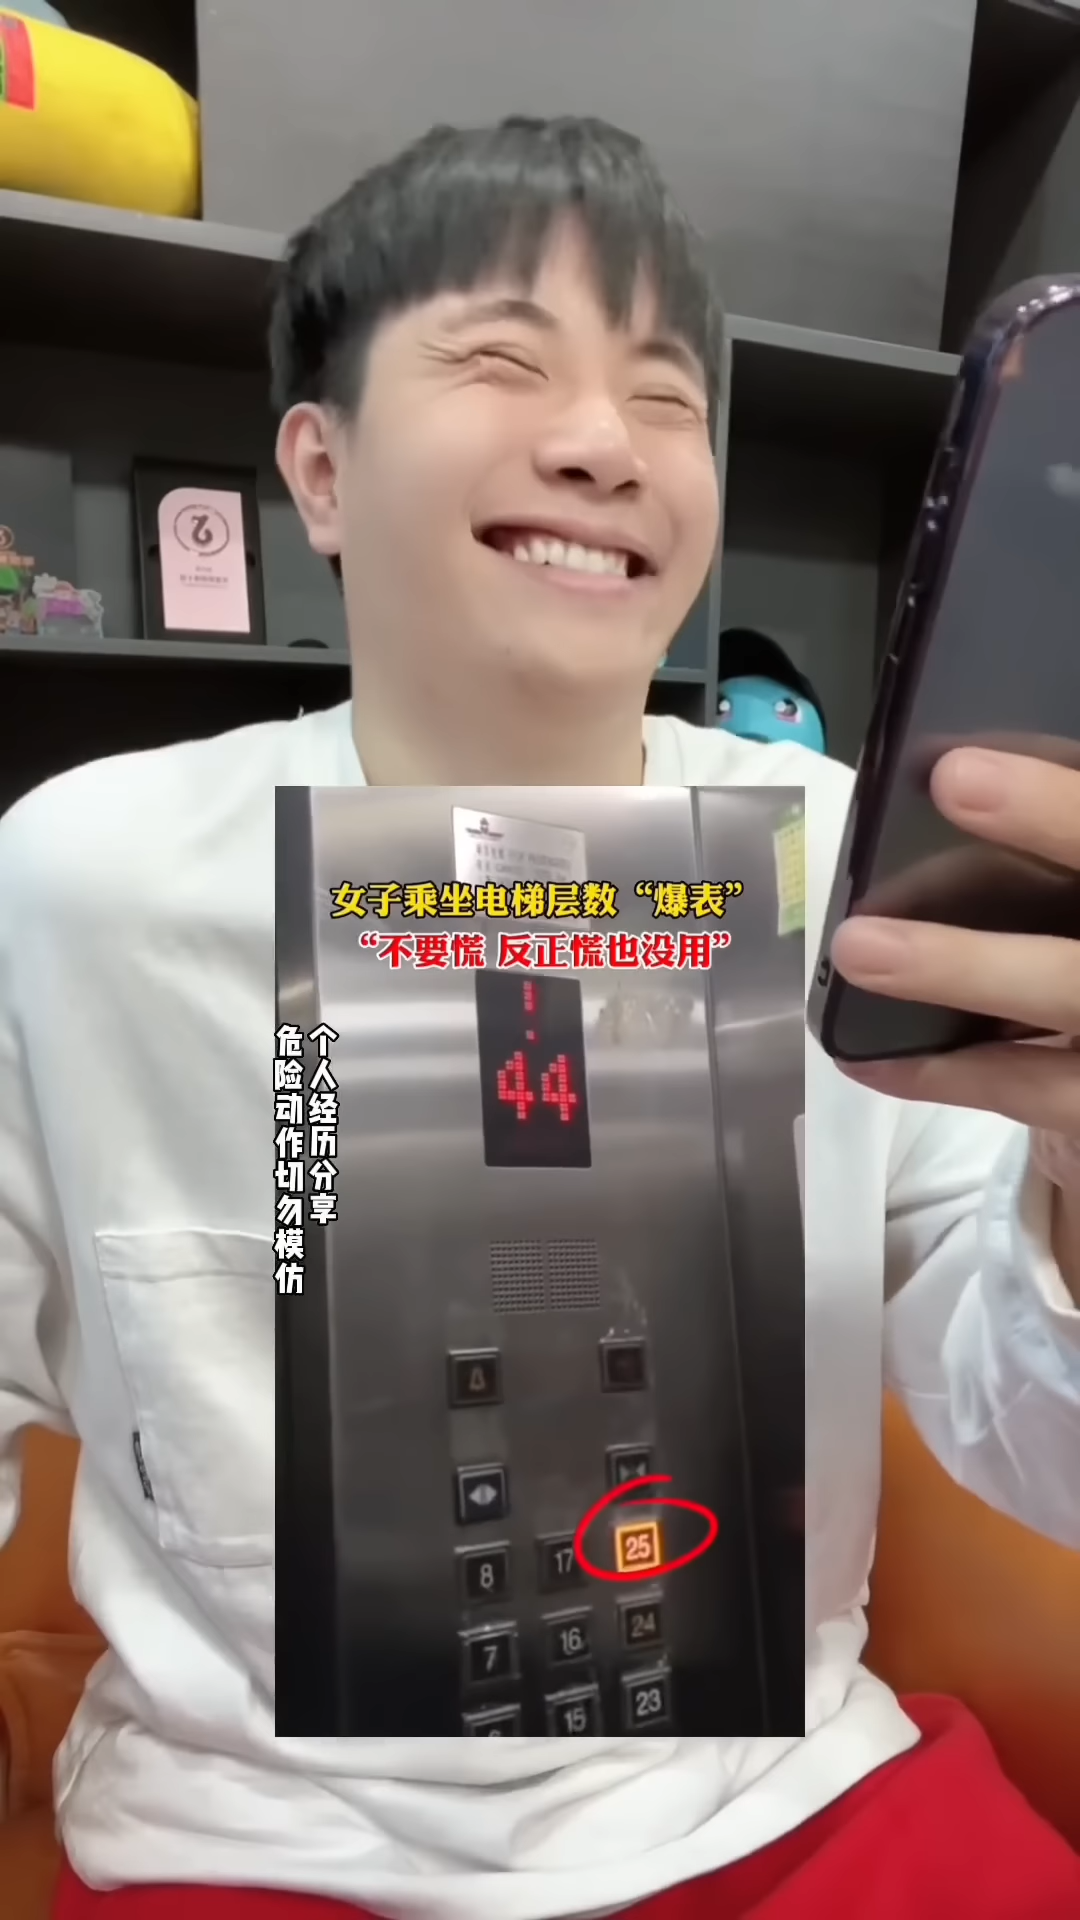 女子乘坐电梯层数“爆表”
“不要慌 反正慌也没用”
个人经历分享
危险动作切勿模仿
44
25
8
17
24
7
16
23
15